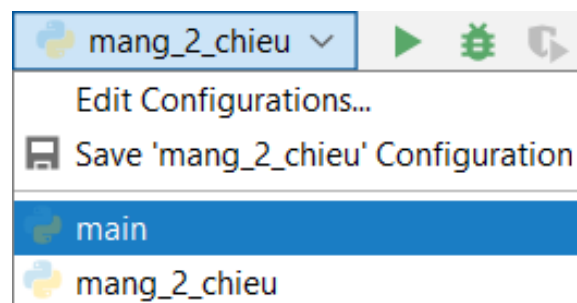 mang_2_chieu
Edit Configurations...
Save 'mang_2_chieu' Configuration
main
mang_2_chieu